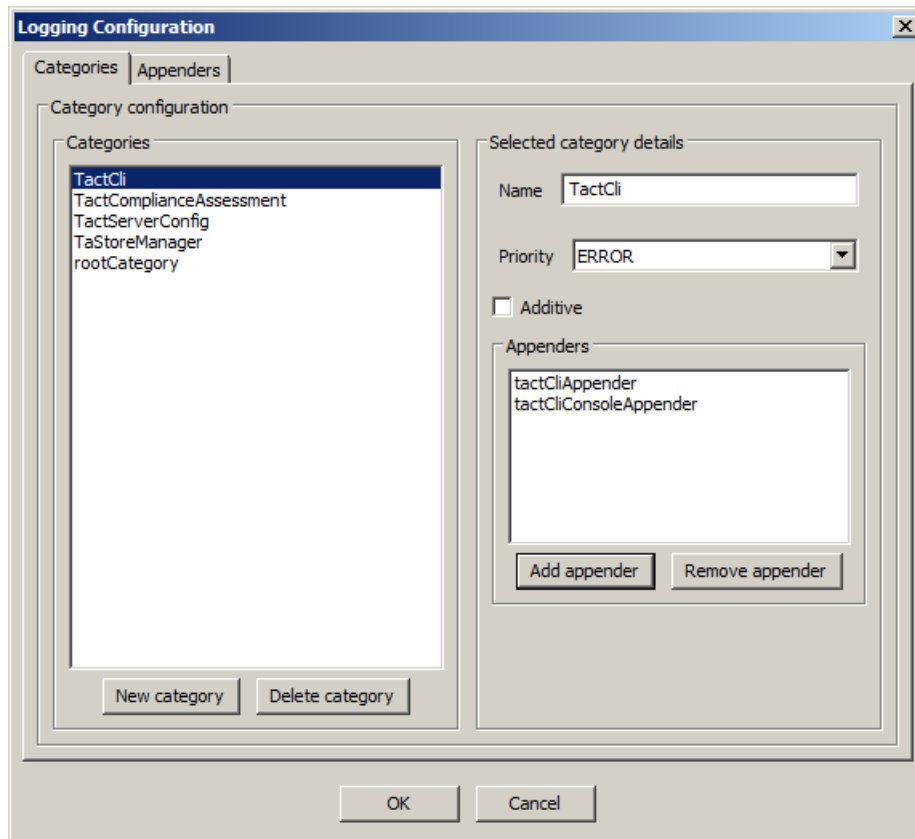 Logging Configuration
Categories
Appenders
Category configuration
Categories
TactCli
TactComplianceAssessment
TactServerConfig
TaStoreManager
rootCategory
New category
Delete category
Selected category details
Name
TactCli
Priority
ERROR
Additive
Appenders
tactCliAppender
tactCliConsoleAppender
Add appender
Remove appender
OK
Cancel